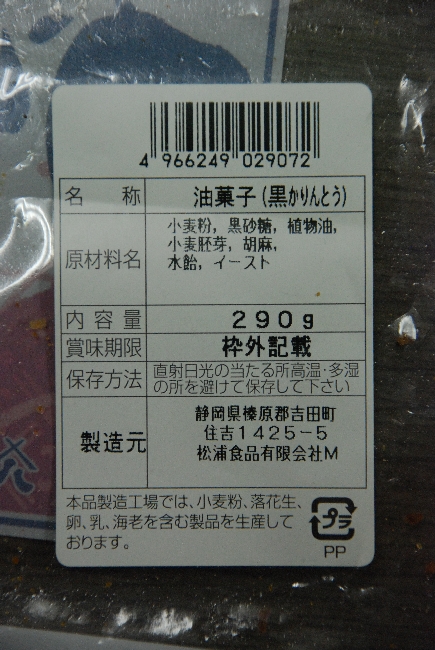 4 966249 029072
名 称 油菓子(黒かりんとう)
原材料名 小麦粉, 黒砂糖, 植物油,
小麦胚芽, 胡麻,
水飴, イースト
内容量 290g
賞味期限 枠外記載
保存方法 直射日光の当たる所高温・多湿
の所を避けて保存して下さい
製造元 静岡県榛原郡吉田町
住吉1425-5
松浦食品有限会社M
本品製造工場では、小麦粉、落花生、
卵、乳、海老を含む製品を生産して
おります。
プラ
PP